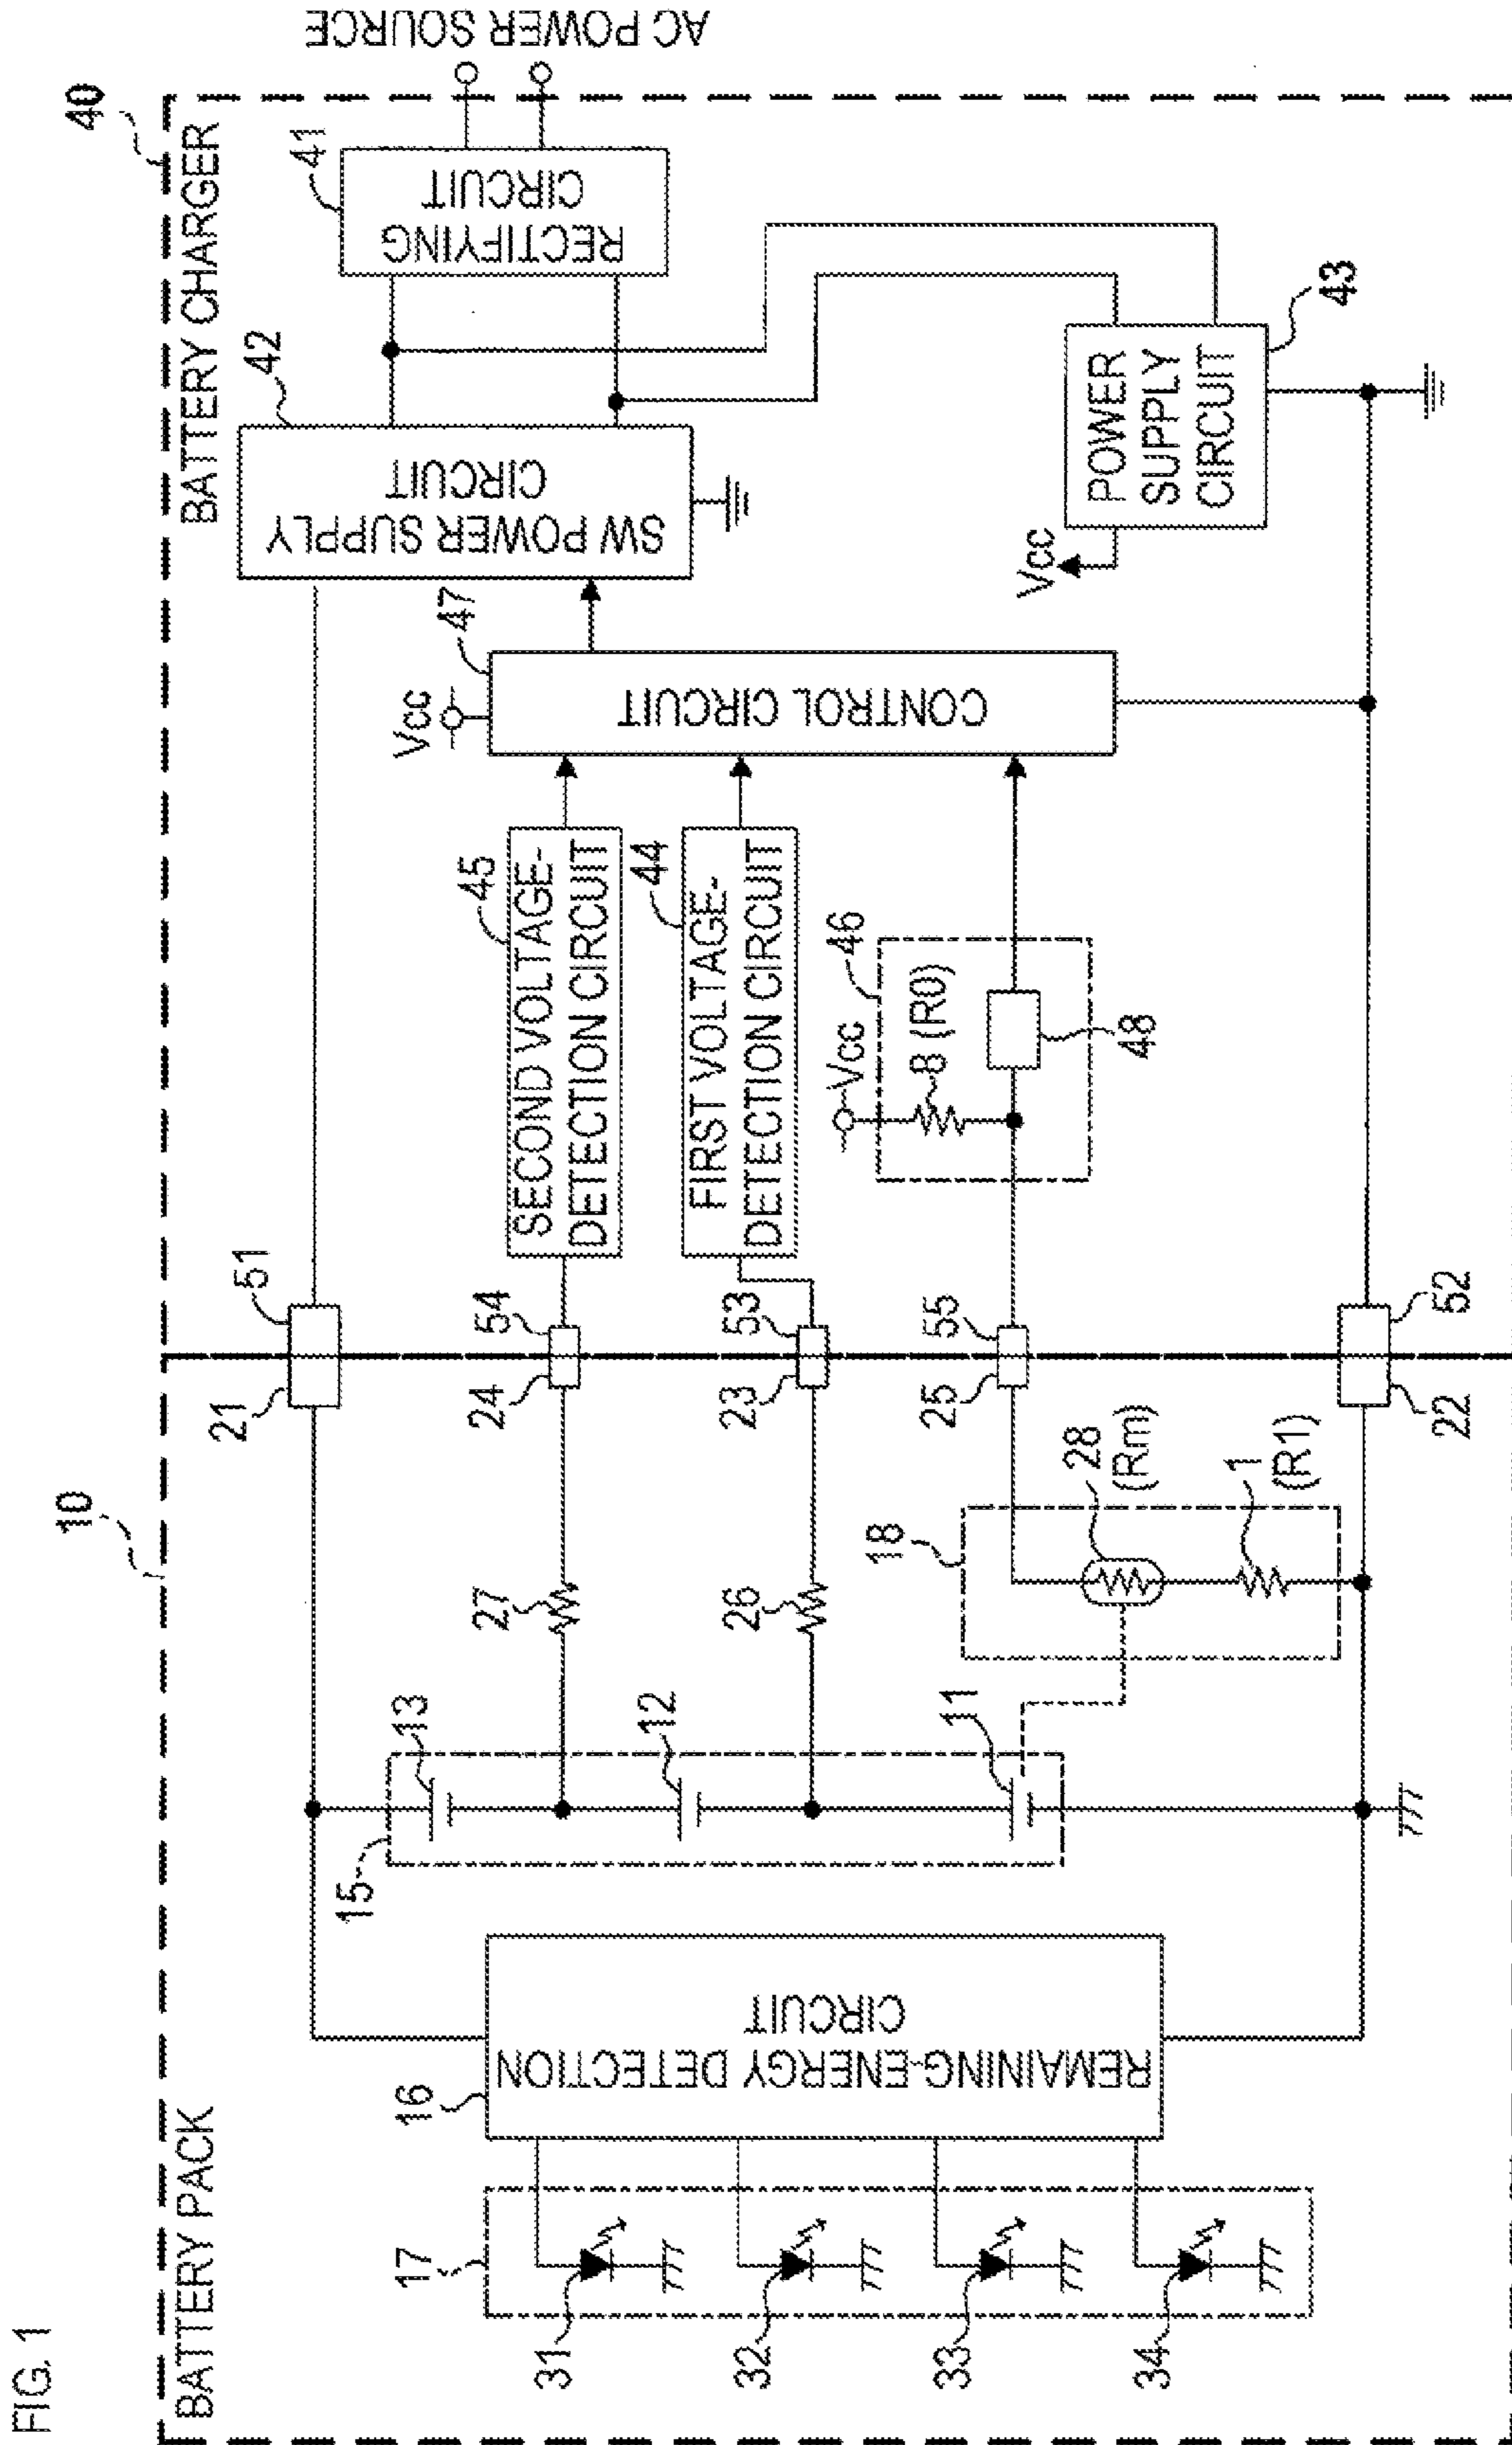 FIG. 1
10
40
BATTERY PACK
BATTERY CHARGER
AC POWER SOURCE
21
51
42
41
SW POWER SUPPLY
CIRCUIT
RECTIFYING
CIRCUIT
17
16
REMAINING-ENERGY DETECTION
CIRCUIT
15
13
12
11
27
24
54
45
SECOND VOLTAGE-
DETECTION CIRCUIT
Vcc
47
CONTROL CIRCUIT
26
23
53
44
FIRST VOLTAGE-
DETECTION CIRCUIT
31
32
33
34
18
28
(Rm)
1
(R1)
25
55
Vcc
46
8 (R0)
48
Vcc
POWER
SUPPLY
CIRCUIT
43
22
52